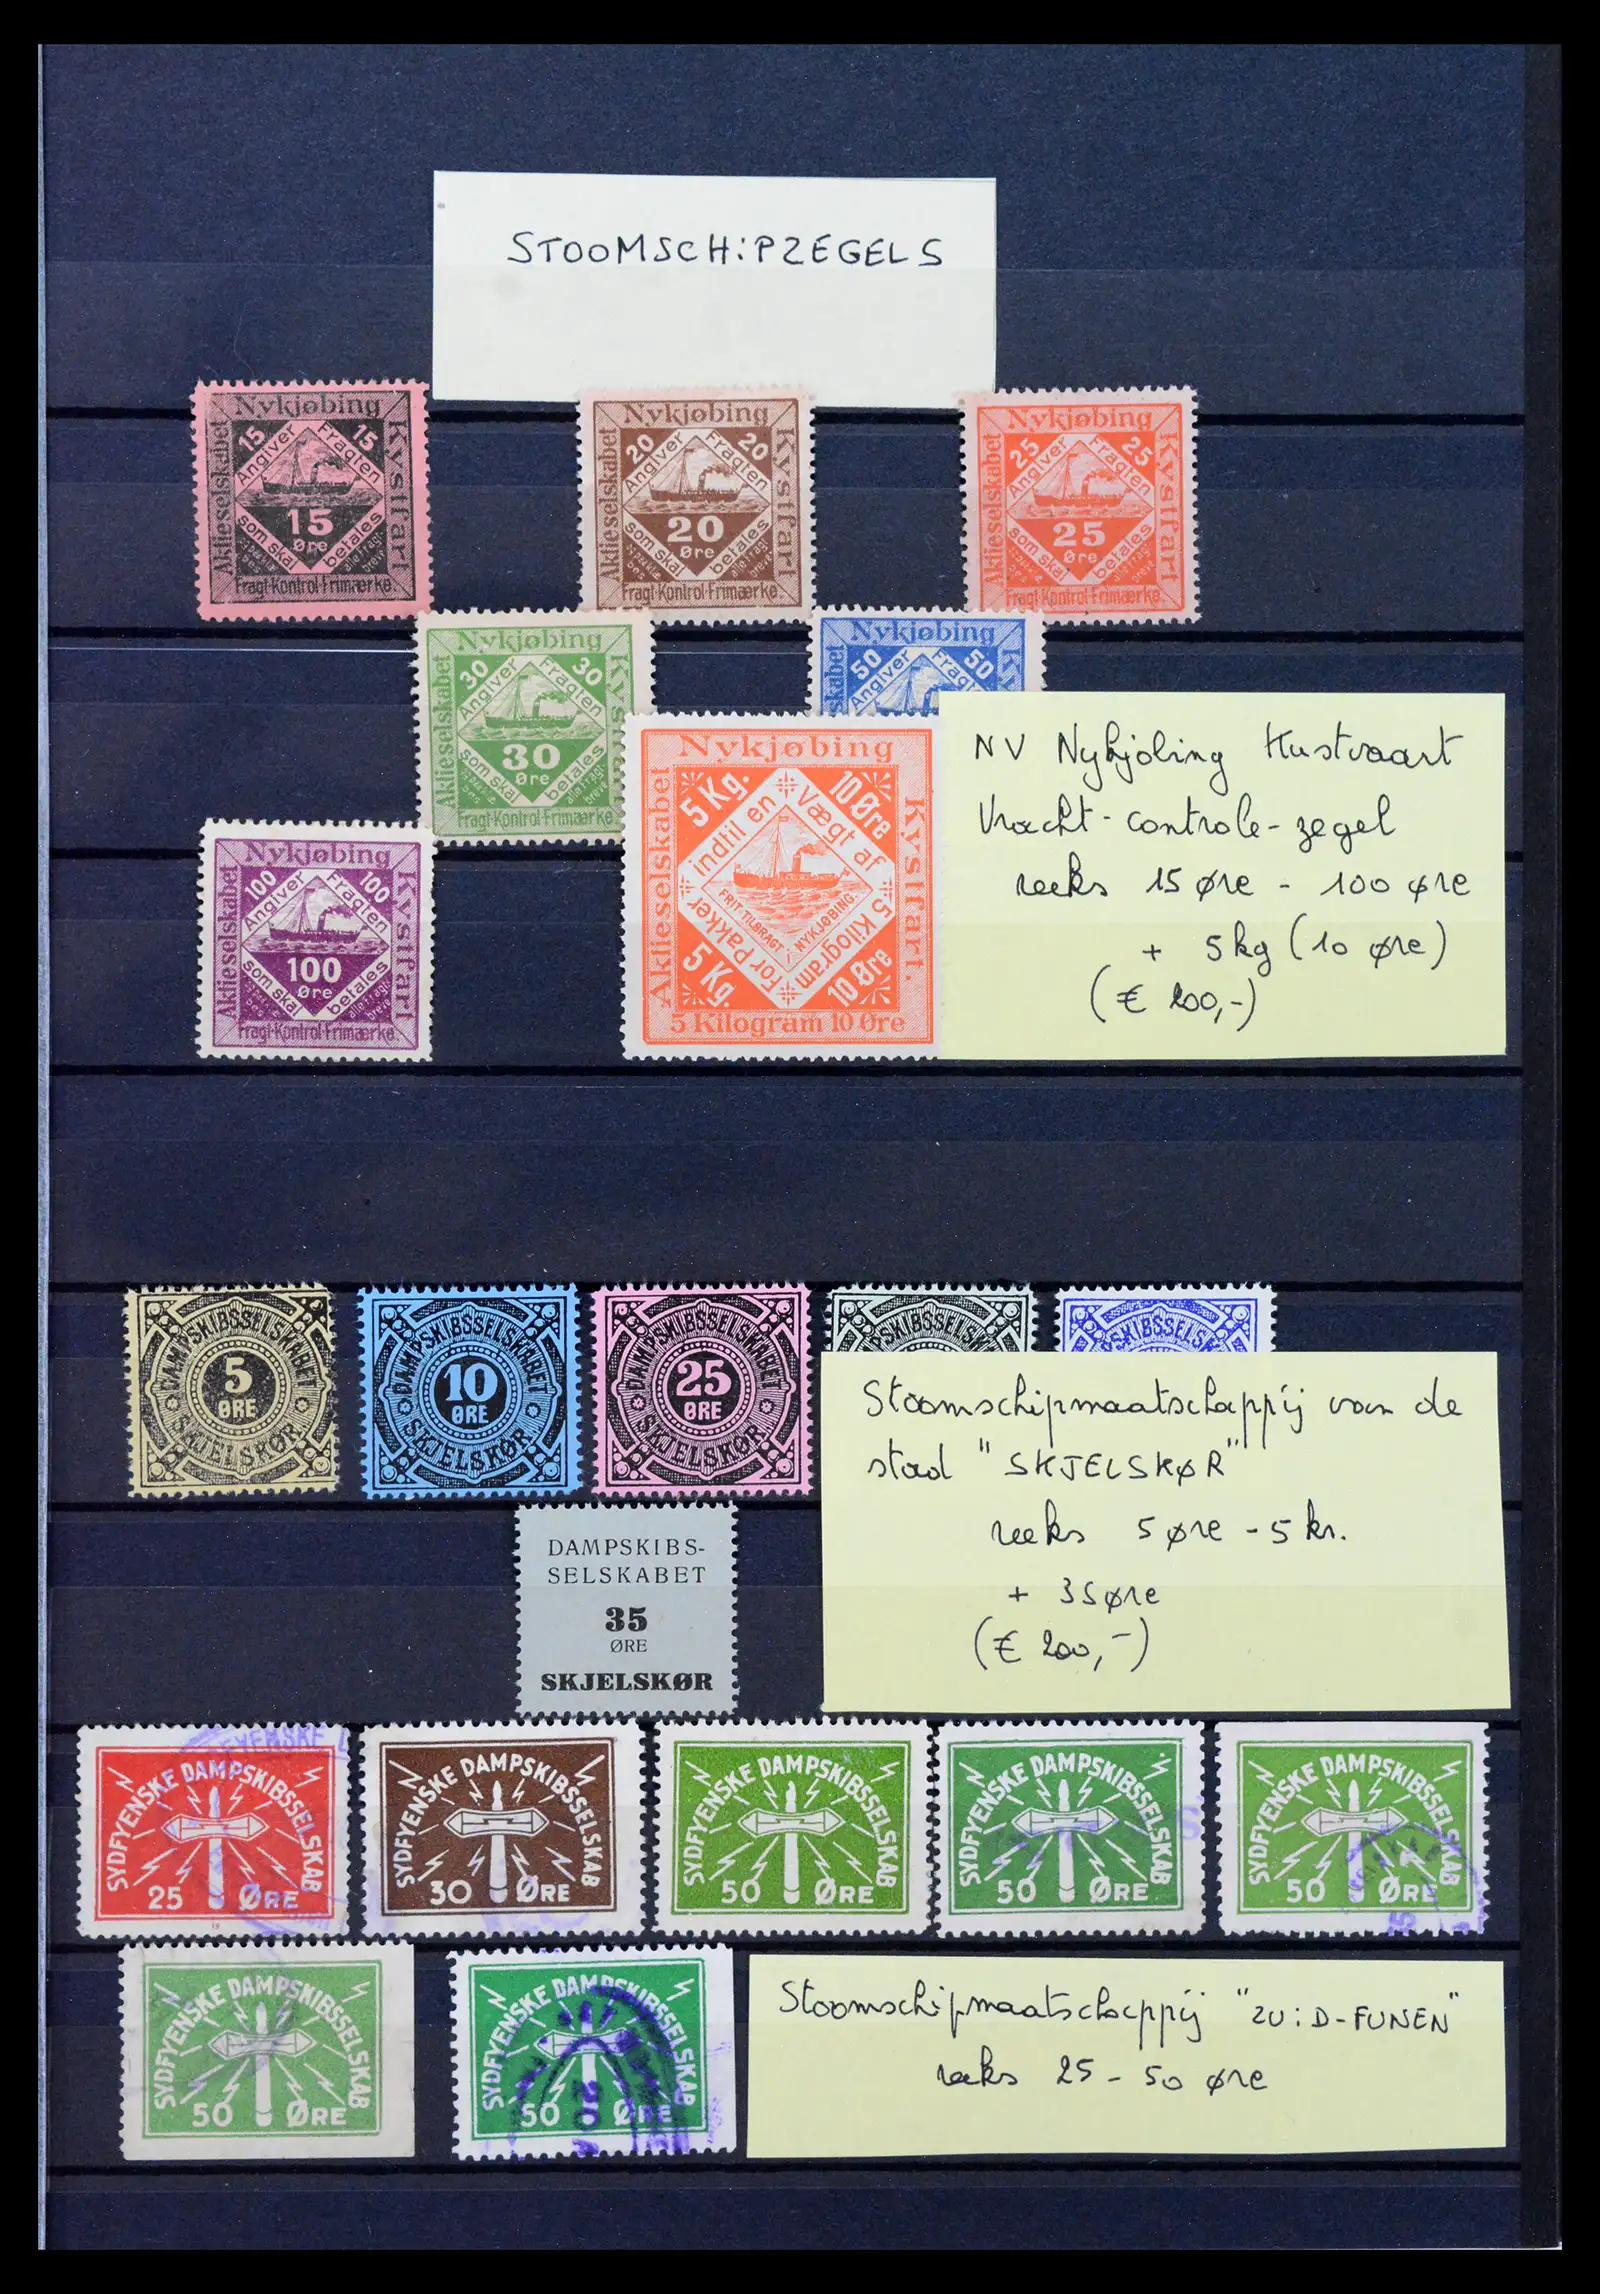 STOOMSCHiPZEGELS
Nykjøbing
15 15
Angiver Fragten
Aktieselskabet
Kystfart
15
Øre
som skal betales
Fragt-Kontrol-Frimærke.
Nykjøbing
20 20
Angiver Fragten
Aktieselskabet
Kystfart
20
Øre
som skal betales
Fragt-Kontrol-Frimærke.
Nykjøbing
25 25
Angiver Fragten
Aktieselskabet
Kystfart
25
Øre
som skal betales
Fragt-Kontrol-Frimærke.
Nykjøbing
30 30
Angiver Fragten
Aktieselskabet
30
Øre
som skal betales
Fragt-Kontrol-Frimærke.
Nykjøbing
50 50
Angiver
NV Nykjøbing Kustvaart
Vracht-controle-zegel
reeks 15 øre - 100 øre
+ 5kg (10 øre)
(€ 200,-)
Nykjøbing
100 100
Angiver Fragten
Aktieselskabet
Kystfart
100
Øre
som skal betales
Fragt-Kontrol-Frimærke.
Nykjøbing
5 Kg. 10 Øre
indtil en Vægt af
Aktieselskabet
Kystfart.
FRIT TILBRAGT i NYKJØBING.
for Pakker 5 Kilogram
5 Kg. 10 Øre
5 Kilogram 10 Øre
DAMPSKIBSSELSKABET
5
ØRE
SKJELSKØR
DAMPSKIBSSELSKABET
10
ØRE
SKJELSKØR
DAMPSKIBSSELSKABET
25
ØRE
SKJELSKØR
Stoomschipmaatschappij van de
stad "SKJELSKØR"
reeks 5 øre - 5 kr.
+ 35 øre
(€ 200,-)
DAMPSKIBS-
SELSKABET
35
ØRE
SKJELSKØR
SYDFYENSKE DAMPSKIBSSELSKAB
25 ØRE
SYDFYENSKE DAMPSKIBSSELSKAB
30 ØRE
SYDFYENSKE DAMPSKIBSSELSKAB
50 ØRE
SYDFYENSKE DAMPSKIBSSELSKAB
50 ØRE
SYDFYENSKE DAMPSKIBSSELSKAB
50 ØRE
SYDFYENSKE DAMPSKIBSSELSKAB
50 ØRE
SYDFYENSKE DAMPSKIBSSELSKAB
50 ØRE
Stoomschipmaatschappij "ZUiD-FUNEN"
reeks 25 - 50 øre